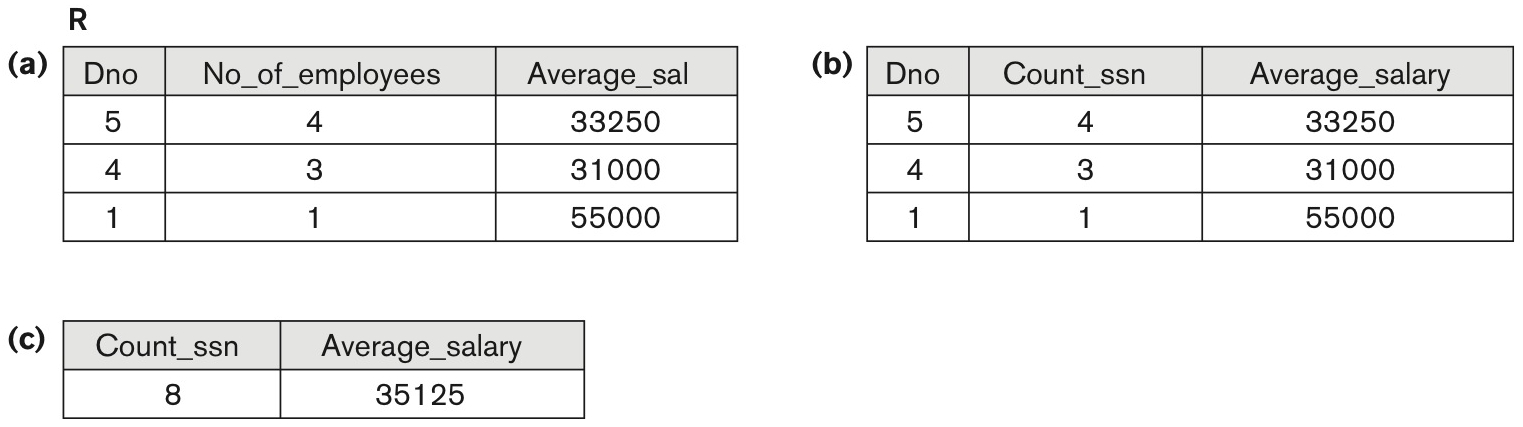 R
(a)
Dno No_of_employees Average_sal
5 4 33250
4 3 31000
1 1 55000
(b)
Dno Count_ssn Average_salary
5 4 33250
4 3 31000
1 1 55000
(c)
Count_ssn Average_salary
8 35125